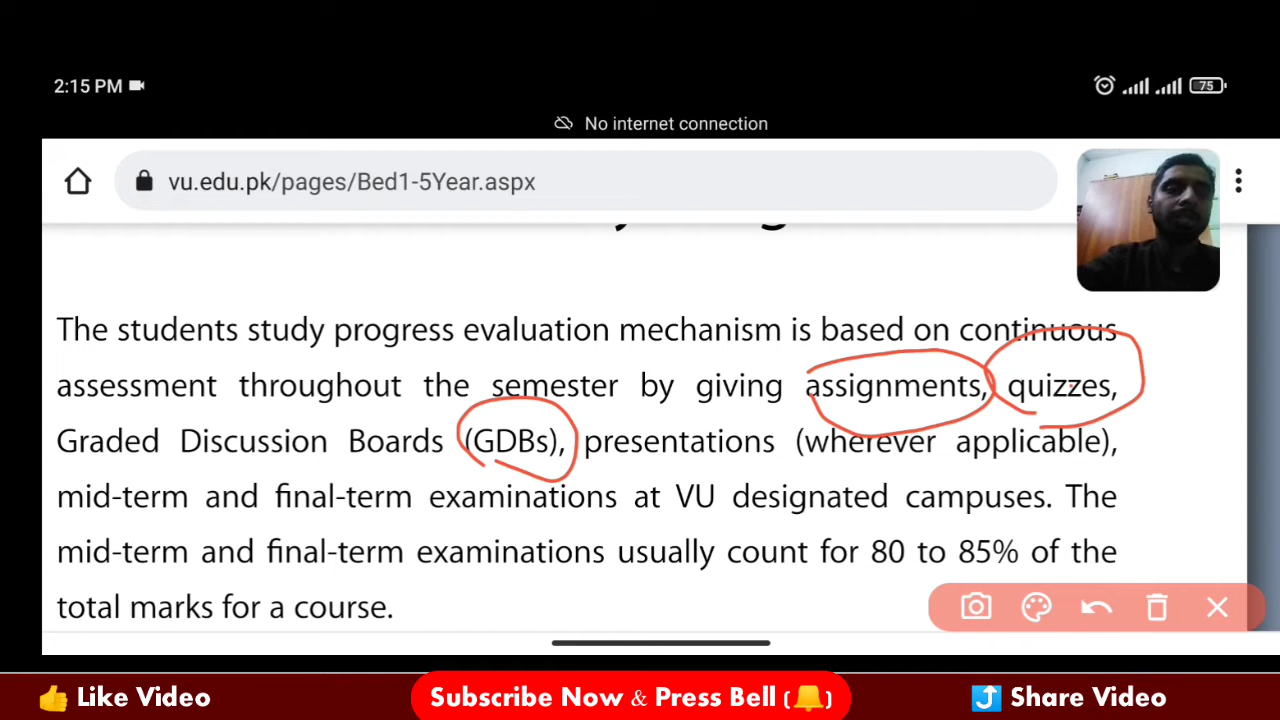 2:15 PM
75
No internet connection
vu.edu.pk/pages/Bed1-5Year.aspx
The students study progress evaluation mechanism is based on continuous
assessment throughout the semester by giving assignments, quizzes,
Graded Discussion Boards (GDBs), presentations (wherever applicable),
mid-term and final-term examinations at VU designated campuses. The
mid-term and final-term examinations usually count for 80 to 85% of the
total marks for a course.
Like Video
Subscribe Now & Press Bell (🔔)
Share Video